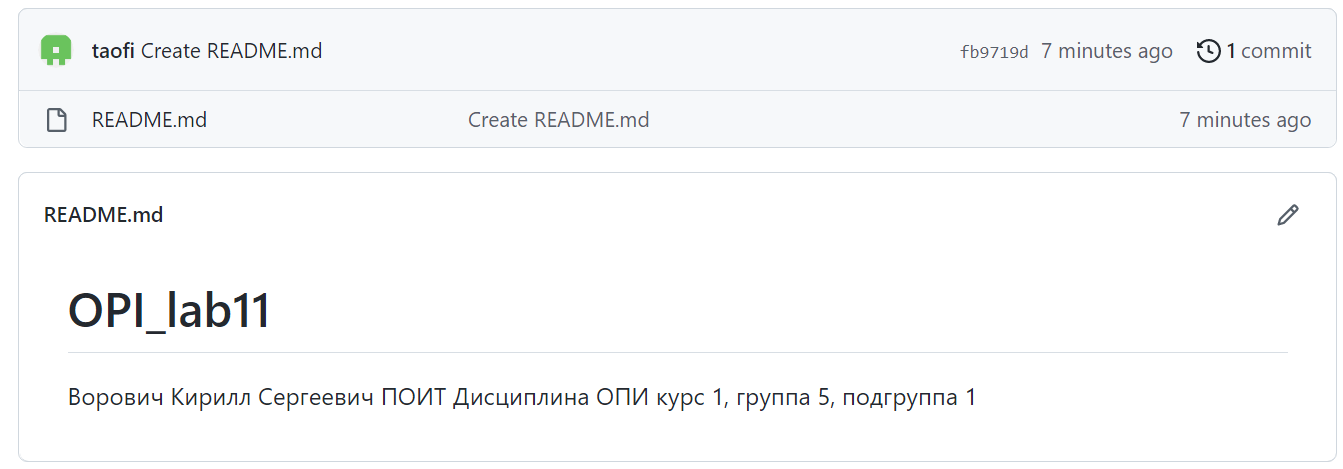 taofi Create README.md fb9719d 7 minutes ago 1 commit
README.md Create README.md 7 minutes ago
README.md
OPI_lab11
Ворович Кирилл Сергеевич ПОИТ Дисциплина ОПИ курс 1, группа 5, подгруппа 1